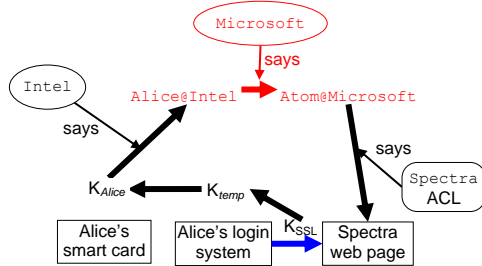 Microsoft
says
Intel
Alice@Intel
Atom@Microsoft
says
says
Spectra
ACL
KAlice
Ktemp
KSSL
Alice's
smart card
Alice's login
system
Spectra
web page